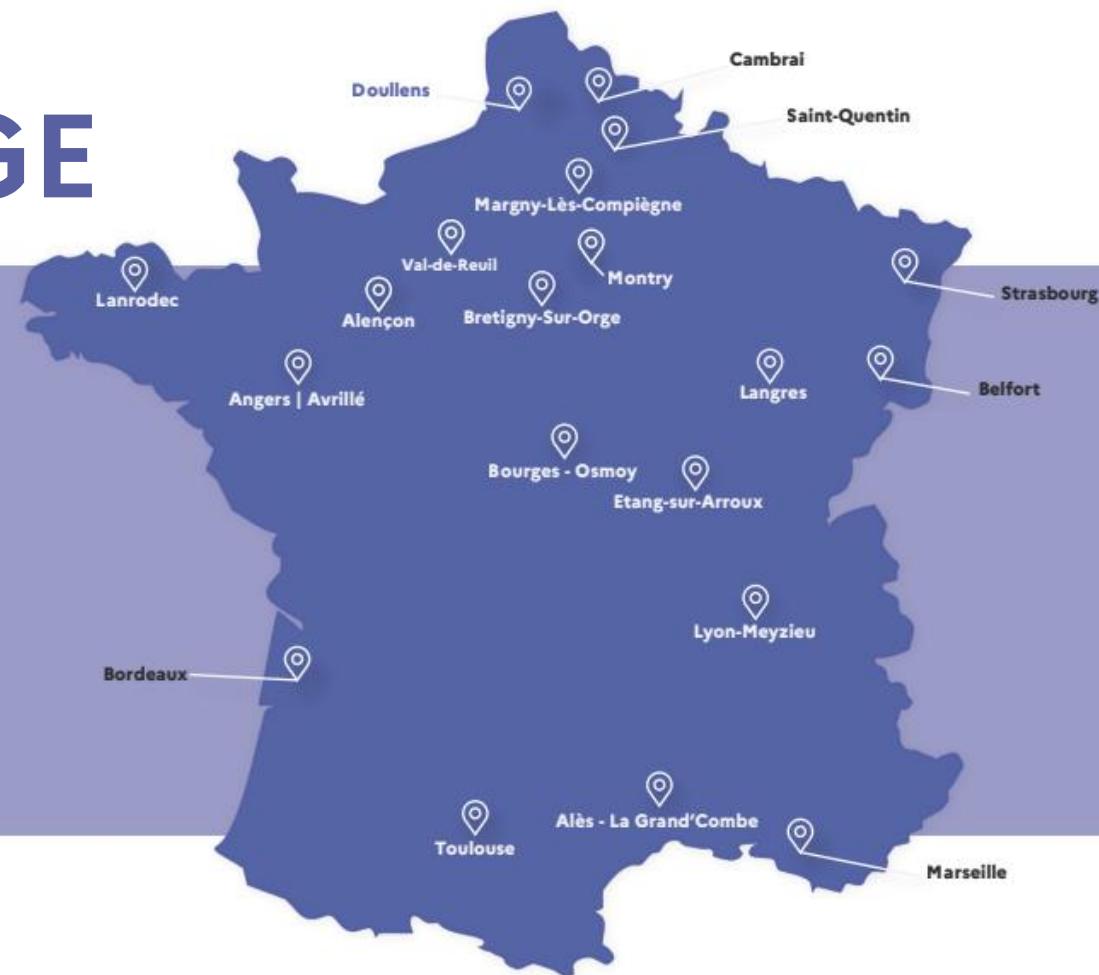 Cambrai
Doullens
Saint-Quentin
GE
Margny-Lès-Compiègne
Val-de-Reuil
Montry
Lanrodec
Strasbourg
Alençon
Bretigny-Sur-Orge
Langres
Belfort
Angers | Avrillé
Bourges - Osmoy
Etang-sur-Arroux
Lyon-Meyzieu
Bordeaux
Alès - La Grand'Combe
Toulouse
Marseille